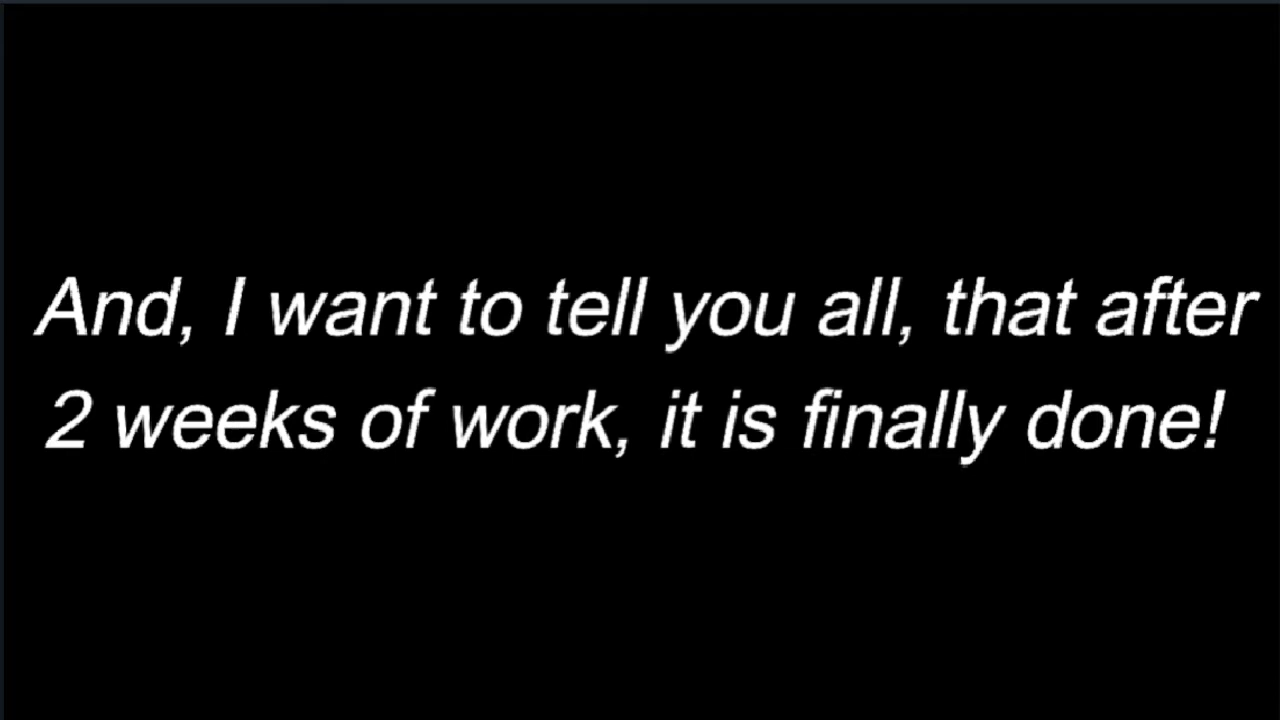 And, I want to tell you all, that after
2 weeks of work, it is finally done!